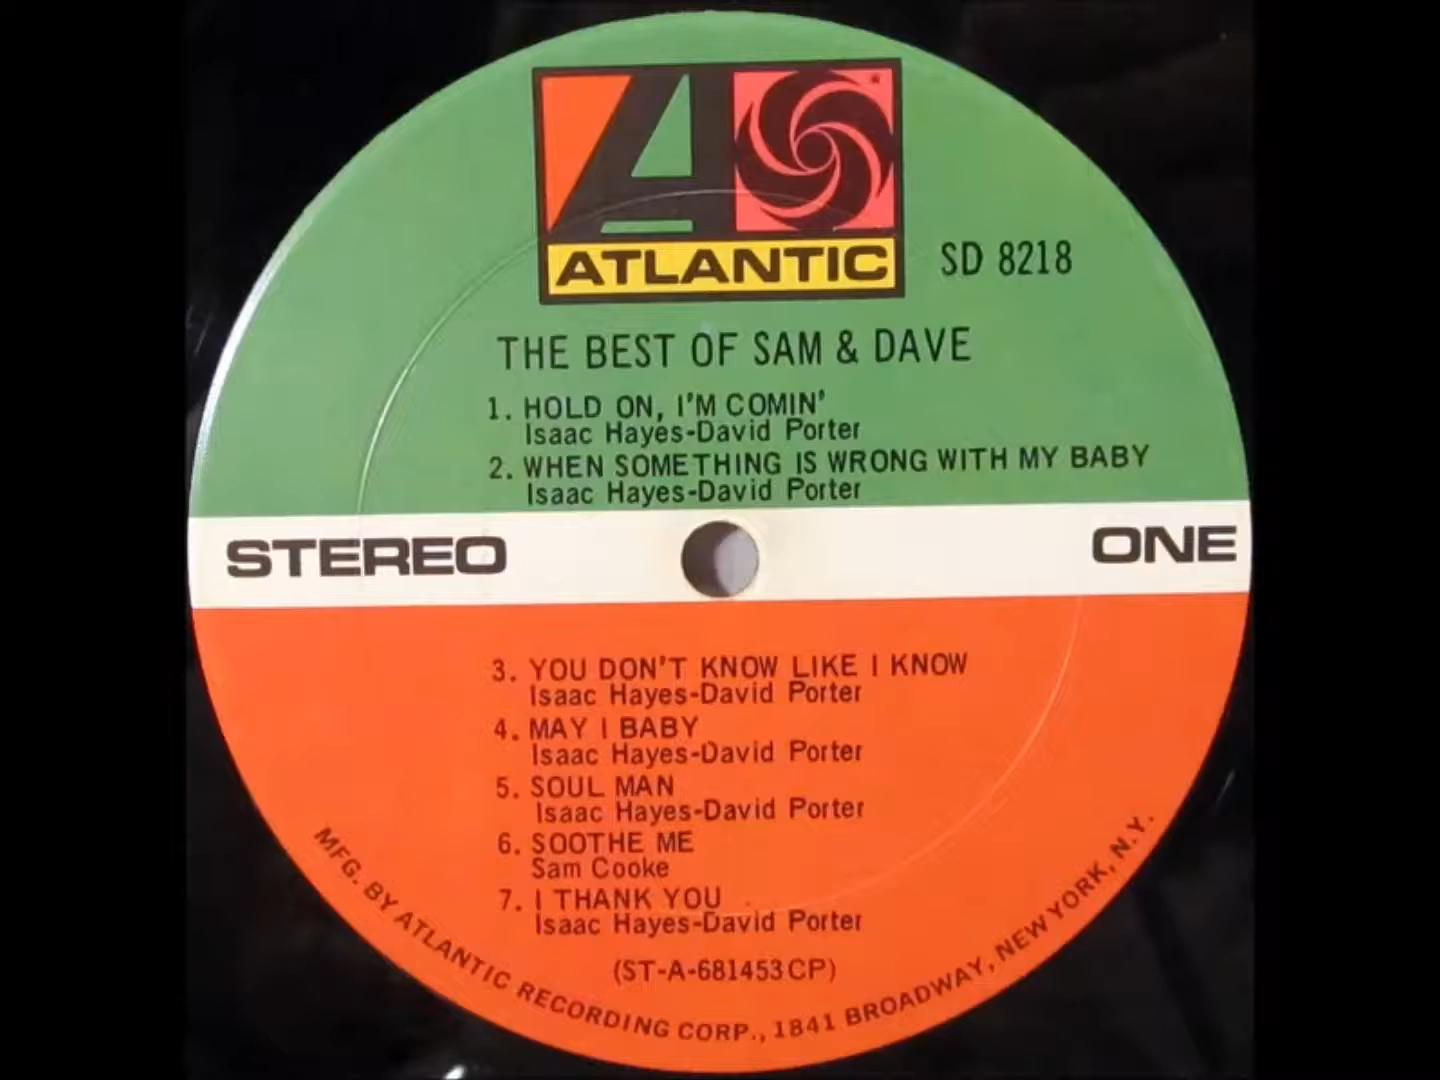 ATLANTIC
SD 8218
THE BEST OF SAM & DAVE
1. HOLD ON, I'M COMIN'
Isaac Hayes-David Porter
2. WHEN SOMETHING IS WRONG WITH MY BABY
Isaac Hayes-David Porter
STEREO
ONE
3. YOU DON'T KNOW LIKE I KNOW
Isaac Hayes-David Porter
4. MAY I BABY
Isaac Hayes-David Porter
5. SOUL MAN
Isaac Hayes-David Porter
6. SOOTHE ME
Sam Cooke
7. I THANK YOU
Isaac Hayes-David Porter
(ST-A-681453CP)
MFG. BY ATLANTIC RECORDING CORP., 1841 BROADWAY, NEW YORK, N.Y.